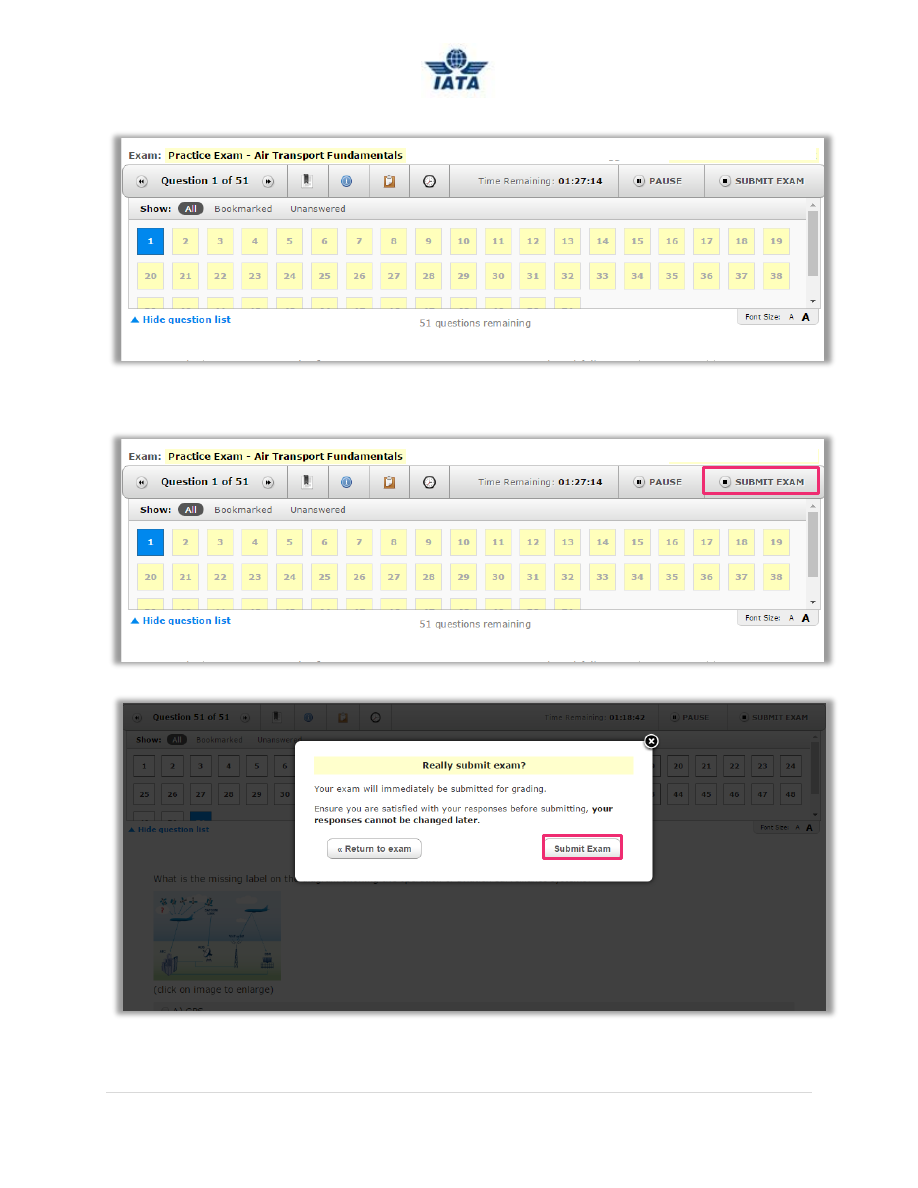 IATA
Exam: Practice Exam - Air Transport Fundamentals
Question 1 of 51 Time Remaining: 01:27:14 PAUSE SUBMIT EXAM
Show: All Bookmarked Unanswered
1 2 3 4 5 6 7 8 9 10 11 12 13 14 15 16 17 18 19
20 21 22 23 24 25 26 27 28 29 30 31 32 33 34 35 36 37 38
Hide question list 51 questions remaining Font Size: A A
Exam: Practice Exam - Air Transport Fundamentals
Question 1 of 51 Time Remaining: 01:27:14 PAUSE SUBMIT EXAM
Show: All Bookmarked Unanswered
1 2 3 4 5 6 7 8 9 10 11 12 13 14 15 16 17 18 19
20 21 22 23 24 25 26 27 28 29 30 31 32 33 34 35 36 37 38
Hide question list 51 questions remaining Font Size: A A
Question 51 of 51 Time Remaining: 01:18:42 PAUSE SUBMIT EXAM
Show: All Bookmarked
1 2 3 4 5 6 20 21 22 23 24
25 26 27 28 29 30 44 45 46 47 48
Hide question list Font Size: A A
Really submit exam?
Your exam will immediately be submitted for grading.
Ensure you are satisfied with your responses before submitting, your
responses cannot be changed later.
« Return to exam Submit Exam
What is the missing label on the
(click on image to enlarge)